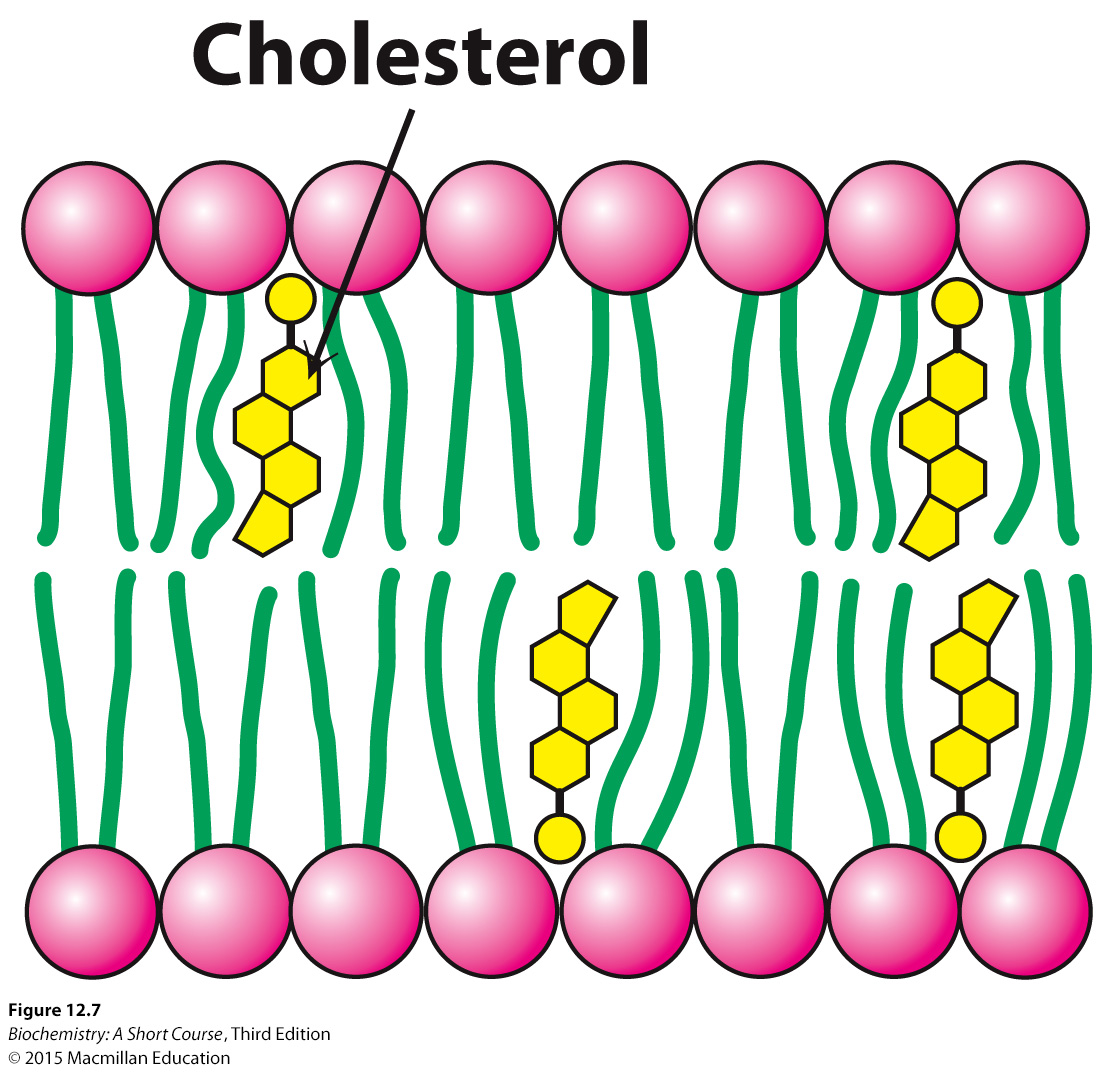 Cholesterol
Figure 12.7
Biochemistry: A Short Course, Third Edition
© 2015 Macmillan Education